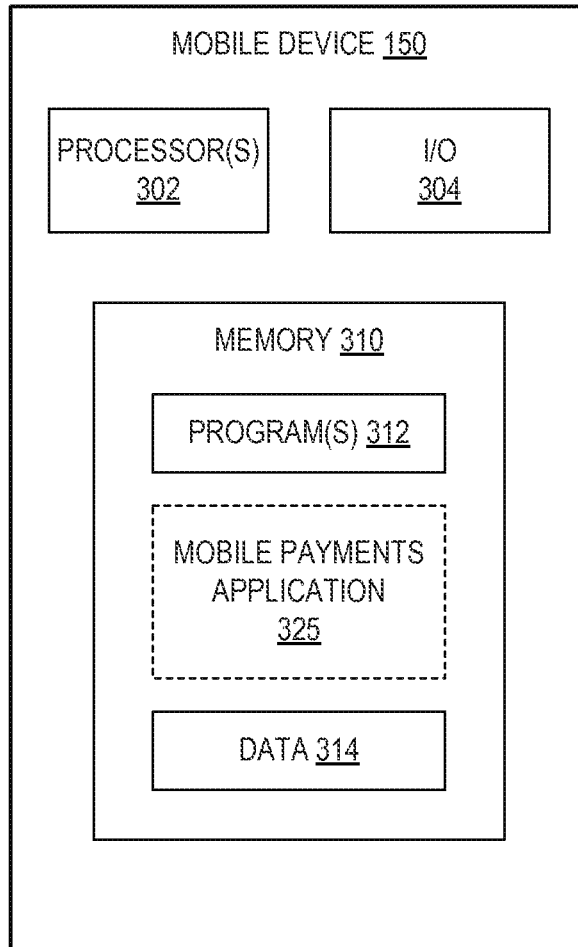 MOBILE DEVICE 150
PROCESSOR(S)
302
I/O
304
MEMORY 310
PROGRAM(S) 312
MOBILE PAYMENTS
APPLICATION
325
DATA 314